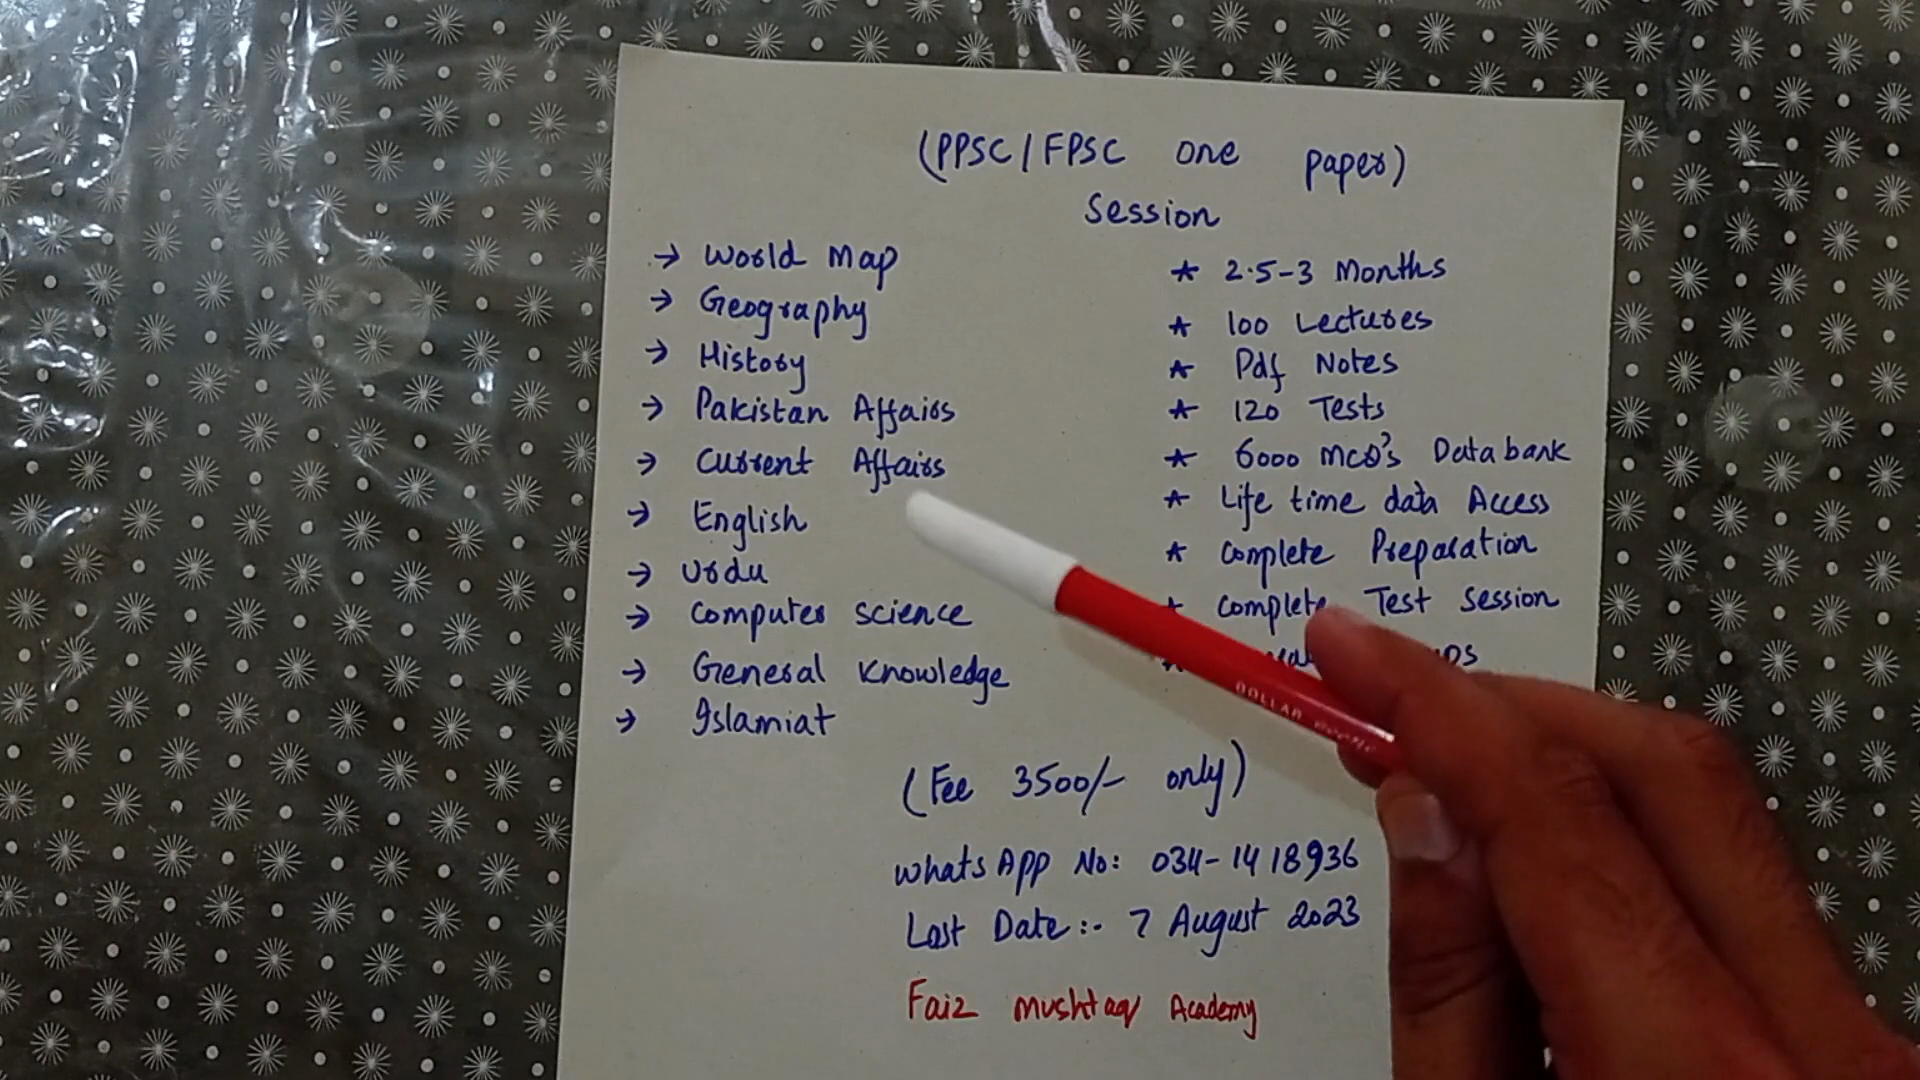 (PPSC/FPSC one paper)
Session
→ World Map
→ Geography
→ History
→ Pakistan Affairs
→ Current Affairs
→ English
→ Urdu
→ Computer science
→ General Knowledge
→ Islamiat
★ 2.5-3 Months
★ 100 Lectures
★ Pdf Notes
★ 120 Tests
★ 6000 MCQ's Data bank
★ Life time data Access
★ Complete Preparation
★ Complete Test Session
(Fee 3500/- only)
WhatsApp No: 034-1418936
Last Date:- 7 August 2023
Faiz Mushtaq Academy
DOLLAR